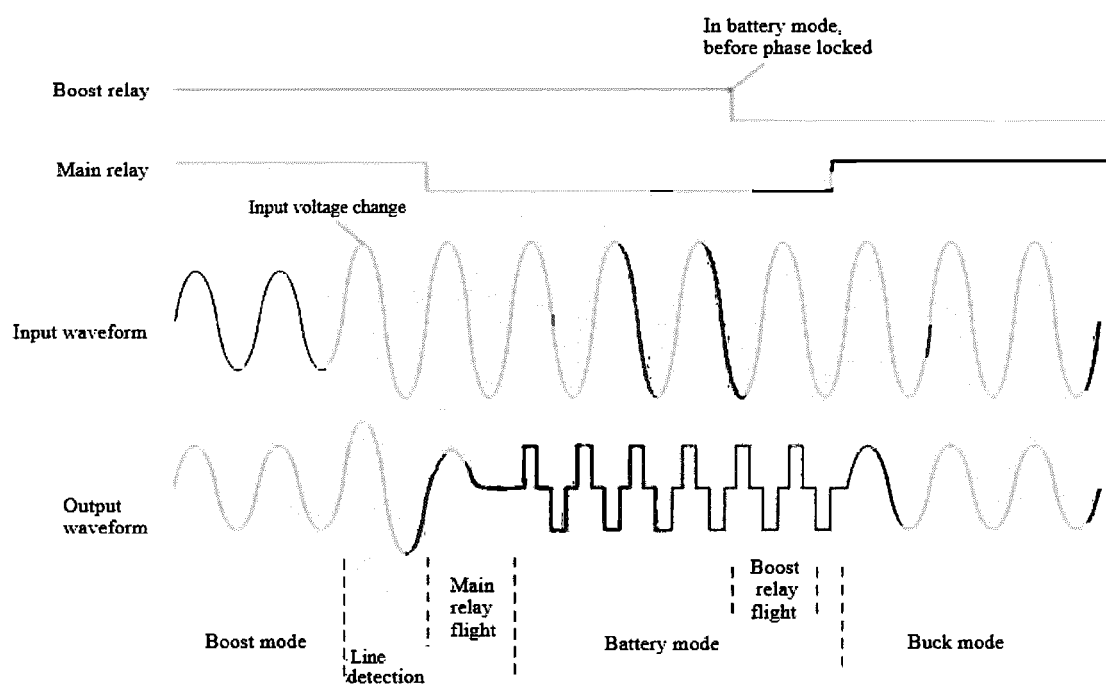 In battery mode,
before phase locked
Boost relay
Main relay
Input voltage change
Input waveform
Output
waveform
Boost mode
Line
detection
Main
relay
flight
Battery mode
Boost
relay
flight
Buck mode